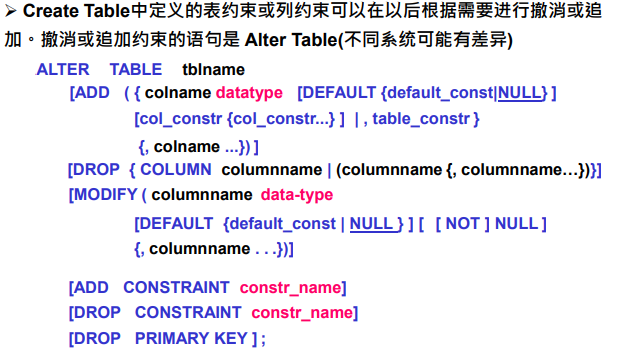 ➢ Create Table中定义的表约束或列约束可以在以后根据需要进行撤消或追
加。撤消或追加约束的语句是 Alter Table(不同系统可能有差异)
ALTER TABLE tblname
[ADD ( { colname datatype [DEFAULT {default_const|NULL} ]
[col_constr {col_constr...} ] | , table_constr }
{, colname ...}) ]
[DROP { COLUMN columnname | (columnname {, columnname…})}]
[MODIFY ( columnname data-type
[DEFAULT {default_const | NULL } ] [ [ NOT ] NULL ]
{, columnname . . .})]
[ADD CONSTRAINT constr_name]
[DROP CONSTRAINT constr_name]
[DROP PRIMARY KEY ] ;